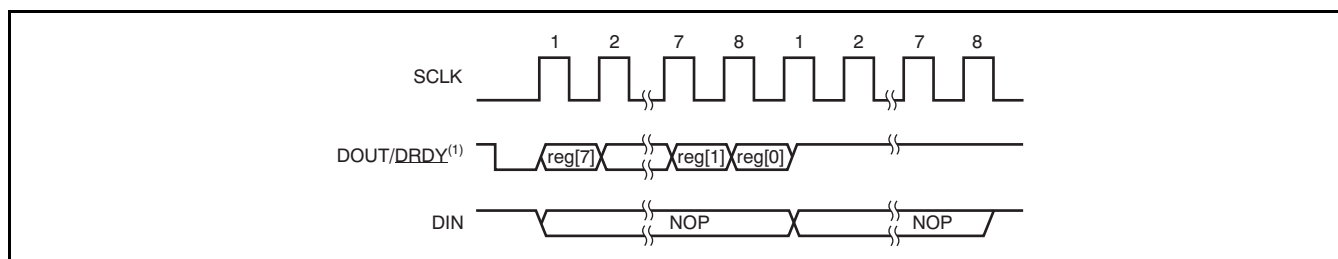 1 2 7 8 1 2 7 8
SCLK
DOUT/DRDY(1) reg[7] reg[1] reg[0]
DIN NOP NOP